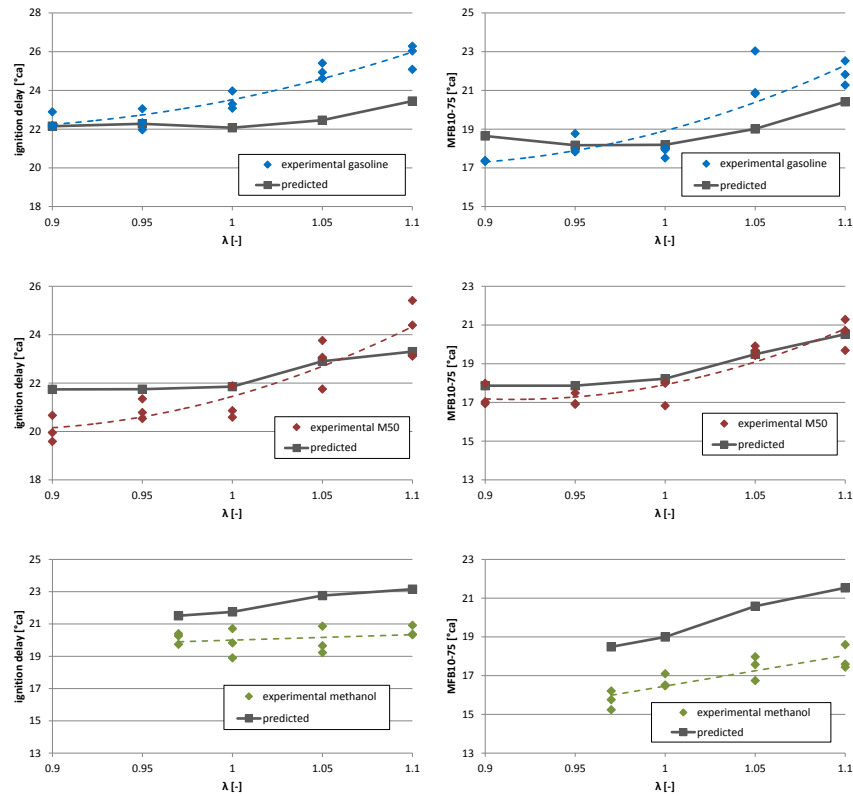 ignition delay [°ca]
28
26
24
22
20
18
0.9
0.95
1
1.05
1.1
λ [-]
experimental gasoline
predicted
MFB10-75 [°ca]
25
23
21
19
17
15
0.9
0.95
1
1.05
1.1
λ [-]
experimental gasoline
predicted
ignition delay [°ca]
26
24
22
20
18
0.9
0.95
1
1.05
1.1
λ [-]
experimental M50
predicted
MFB10-75 [°ca]
23
21
19
17
15
13
0.9
0.95
1
1.05
1.1
λ [-]
experimental M50
predicted
ignition delay [°ca]
25
23
21
19
17
15
13
0.9
0.95
1
1.05
1.1
λ [-]
experimental methanol
predicted
MFB10-75 [°ca]
23
21
19
17
15
13
0.9
0.95
1
1.05
1.1
λ [-]
experimental methanol
predicted